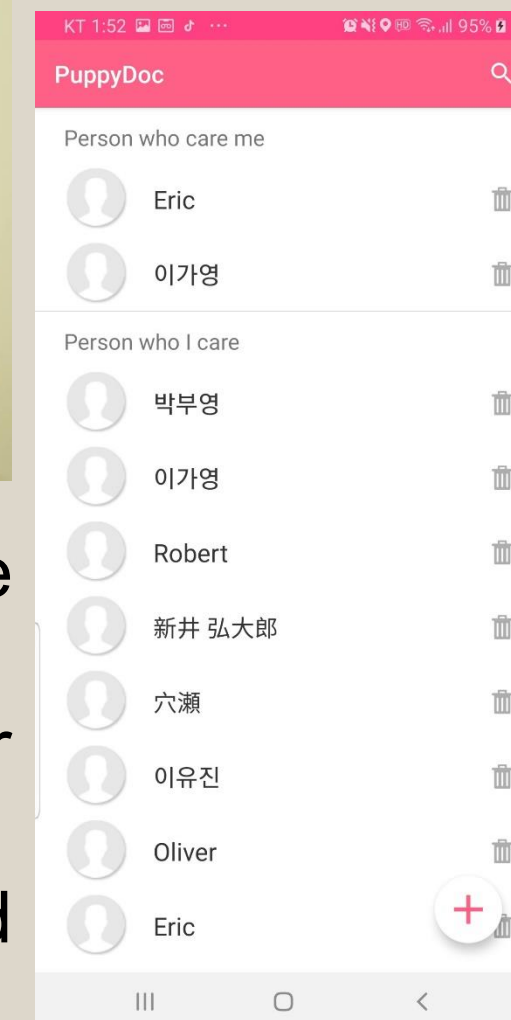 KT 1:52 95%
PuppyDoc
Person who care me
Eric
이가영
Person who I care
박부영
이가영
Robert
新井 弘大郎
穴瀬
이유진
Oliver
Eric